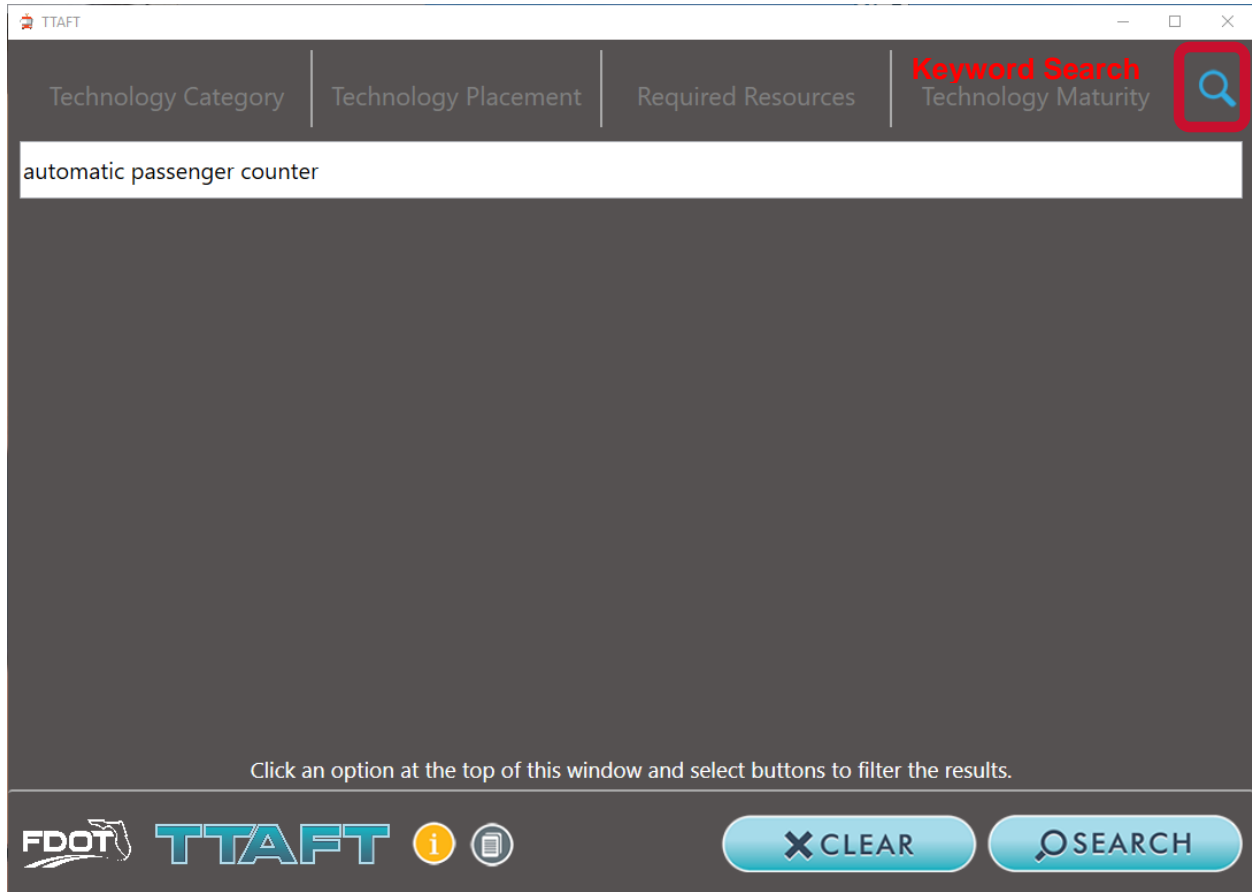 TTAFT
Keyword Search
Technology Category Technology Placement Required Resources Technology Maturity
automatic passenger counter
Click an option at the top of this window and select buttons to filter the results.
FDOT TTAFT i CLEAR SEARCH